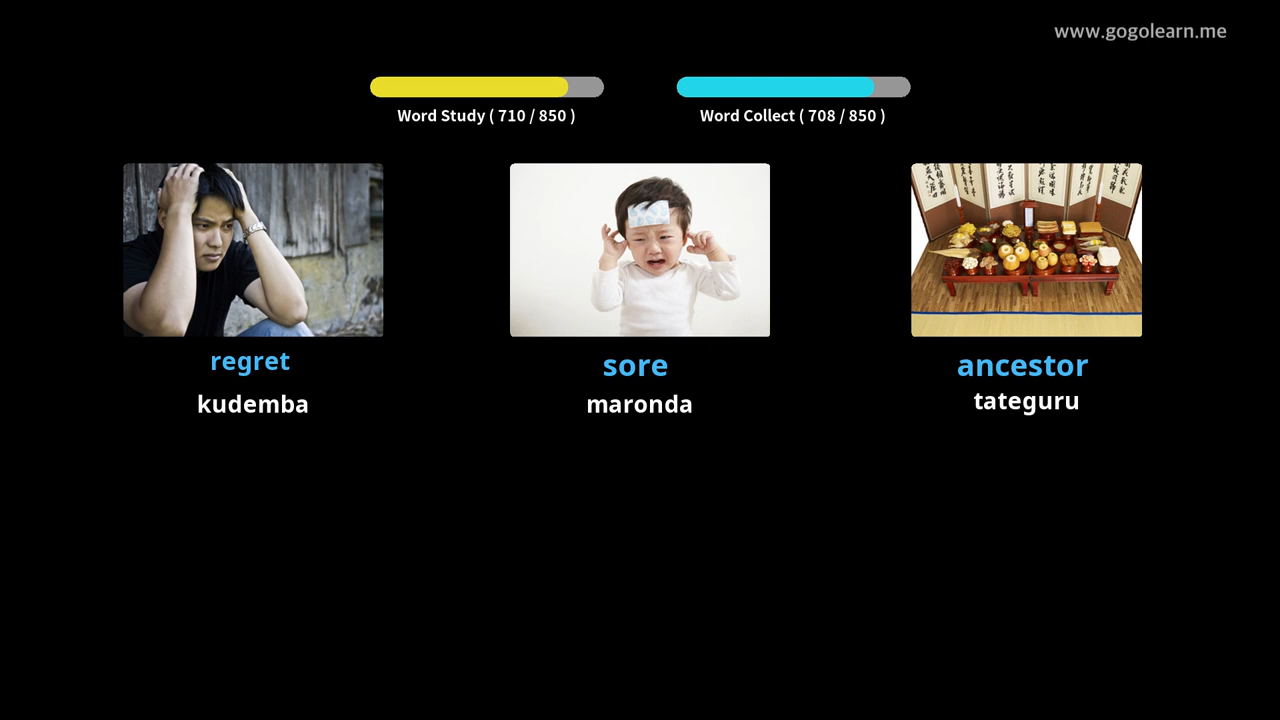 www.gogolearn.me
Word Study ( 710 / 850 )
Word Collect ( 708 / 850 )
regret
kudemba
sore
maronda
ancestor
tateguru